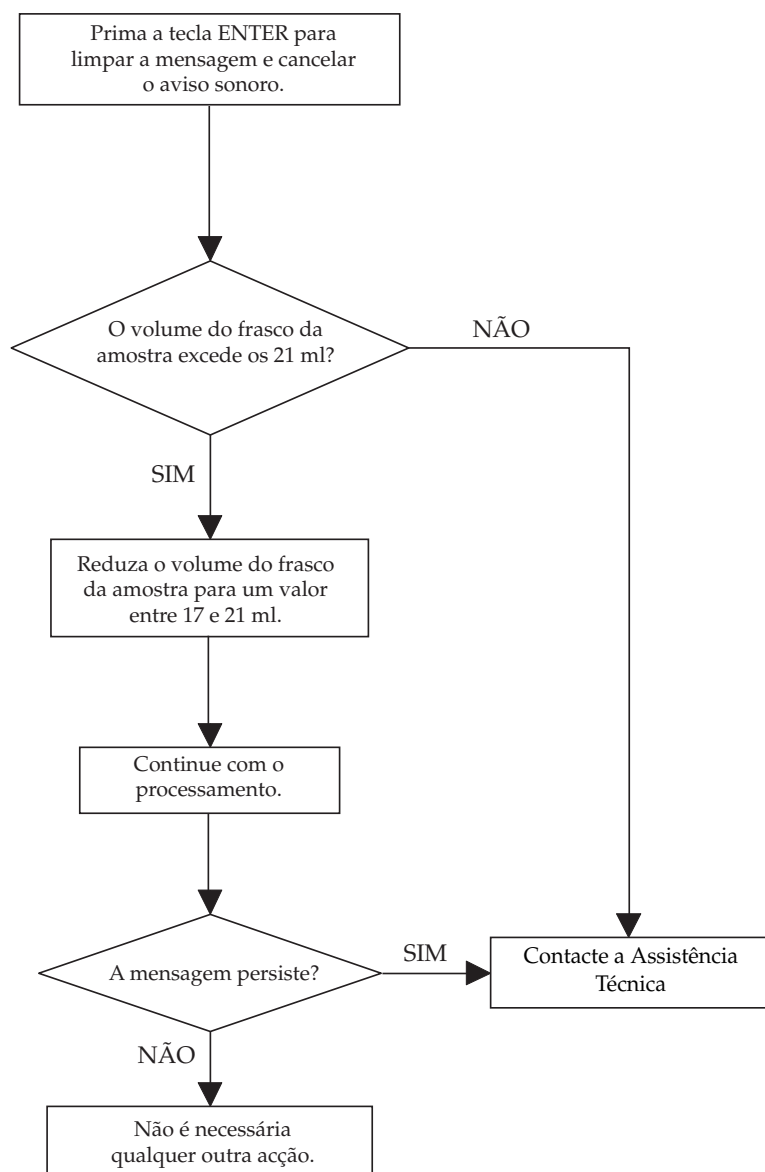 Prima a tecla ENTER para
limpar a mensagem e cancelar
o aviso sonoro.
O volume do frasco da
amostra excede os 21 ml?
NÃO
SIM
Reduza o volume do frasco
da amostra para um valor
entre 17 e 21 ml.
Continue com o
processamento.
A mensagem persiste?
SIM
Contacte a Assistência
Técnica
NÃO
Não é necessária
qualquer outra acção.